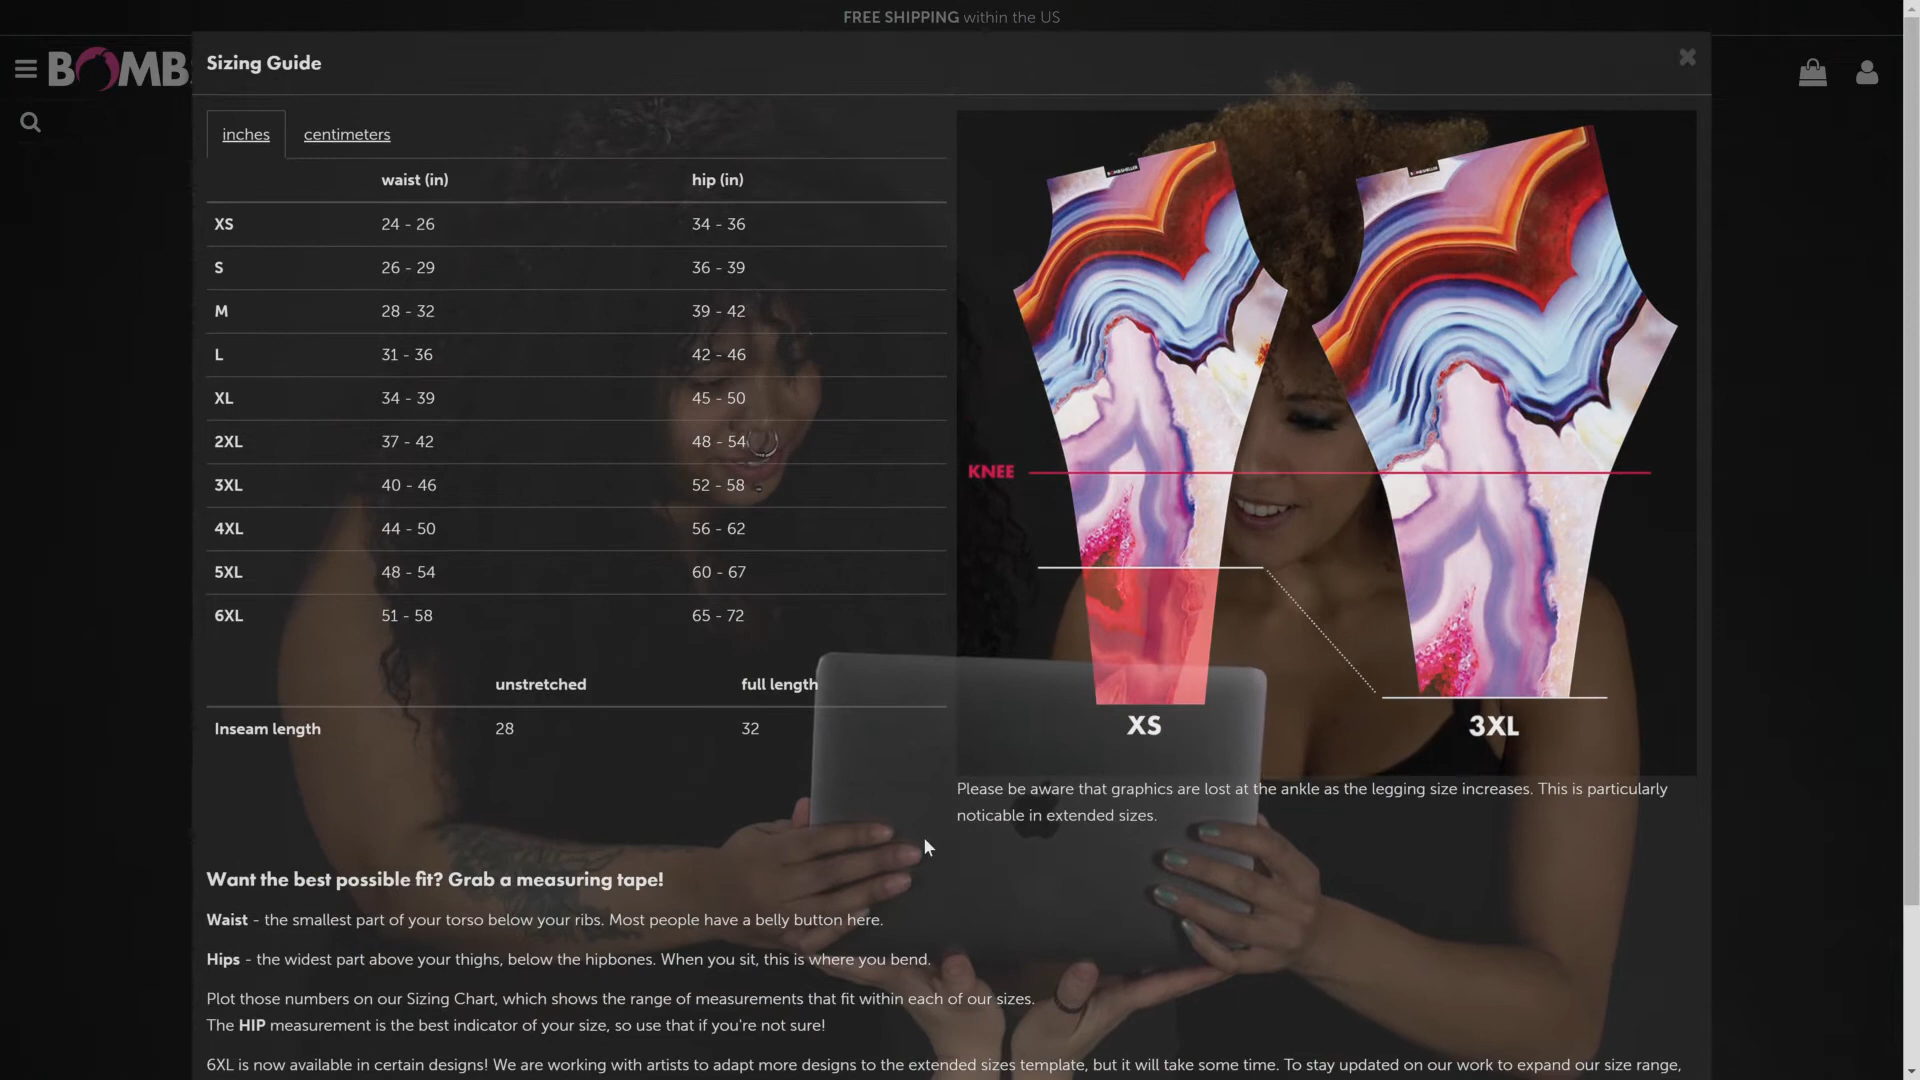 FREE SHIPPING within the US
BOMBS
Sizing Guide
inches centimeters
waist (in) hip (in)
XS 24 - 26 34 - 36
S 26 - 29 36 - 39
M 28 - 32 39 - 42
L 31 - 36 42 - 46
XL 34 - 39 45 - 50
2XL 37 - 42 48 - 54
3XL 40 - 46 52 - 58
4XL 44 - 50 56 - 62
5XL 48 - 54 60 - 67
6XL 51 - 58 65 - 72
unstretched full length
Inseam length 28 32
BOMBSHELLER
BOMBSHELLER
KNEE
XS 3XL
Please be aware that graphics are lost at the ankle as the legging size increases. This is particularly
noticable in extended sizes.
Want the best possible fit? Grab a measuring tape!
Waist - the smallest part of your torso below your ribs. Most people have a belly button here.
Hips - the widest part above your thighs, below the hipbones. When you sit, this is where you bend.
Plot those numbers on our Sizing Chart, which shows the range of measurements that fit within each of our sizes.
The HIP measurement is the best indicator of your size, so use that if you're not sure!
6XL is now available in certain designs! We are working with artists to adapt more designs to the extended sizes template, but it will take some time. To stay updated on our work to expand our size range,